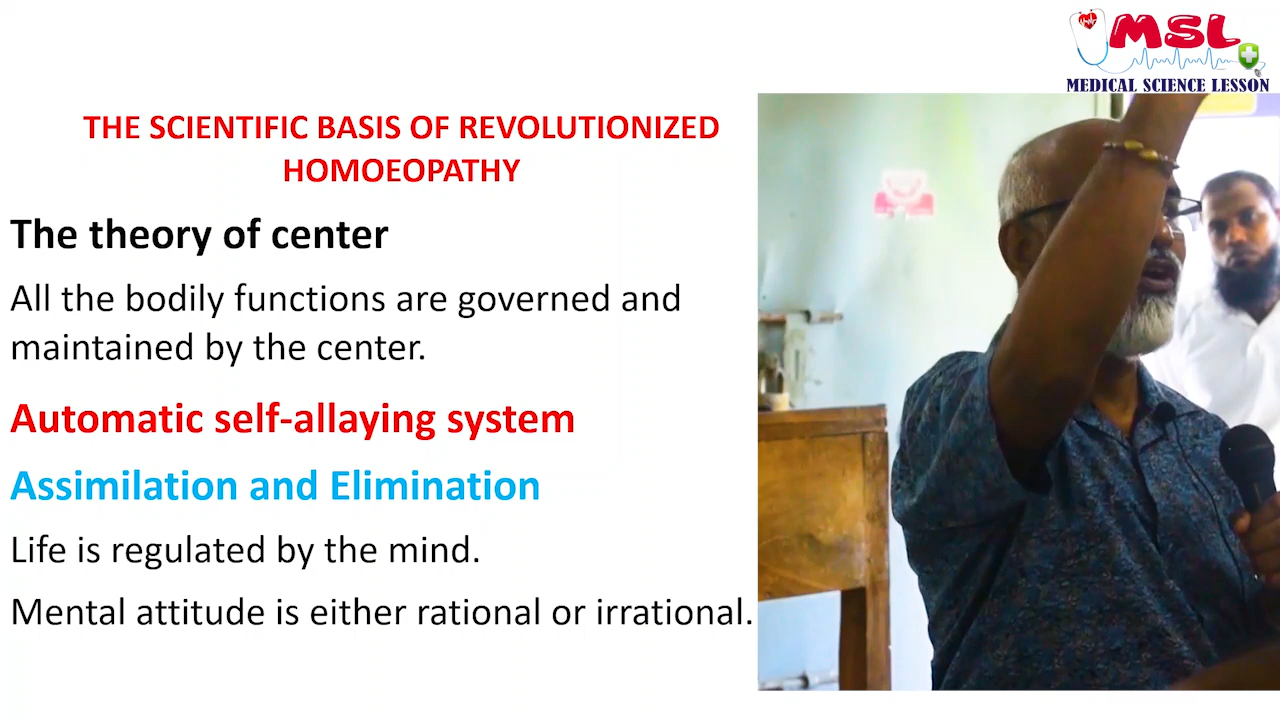 MSL
MEDICAL SCIENCE LESSON
THE SCIENTIFIC BASIS OF REVOLUTIONIZED
HOMOEOPATHY
The theory of center
All the bodily functions are governed and
maintained by the center.
Automatic self-allaying system
Assimilation and Elimination
Life is regulated by the mind.
Mental attitude is either rational or irrational.